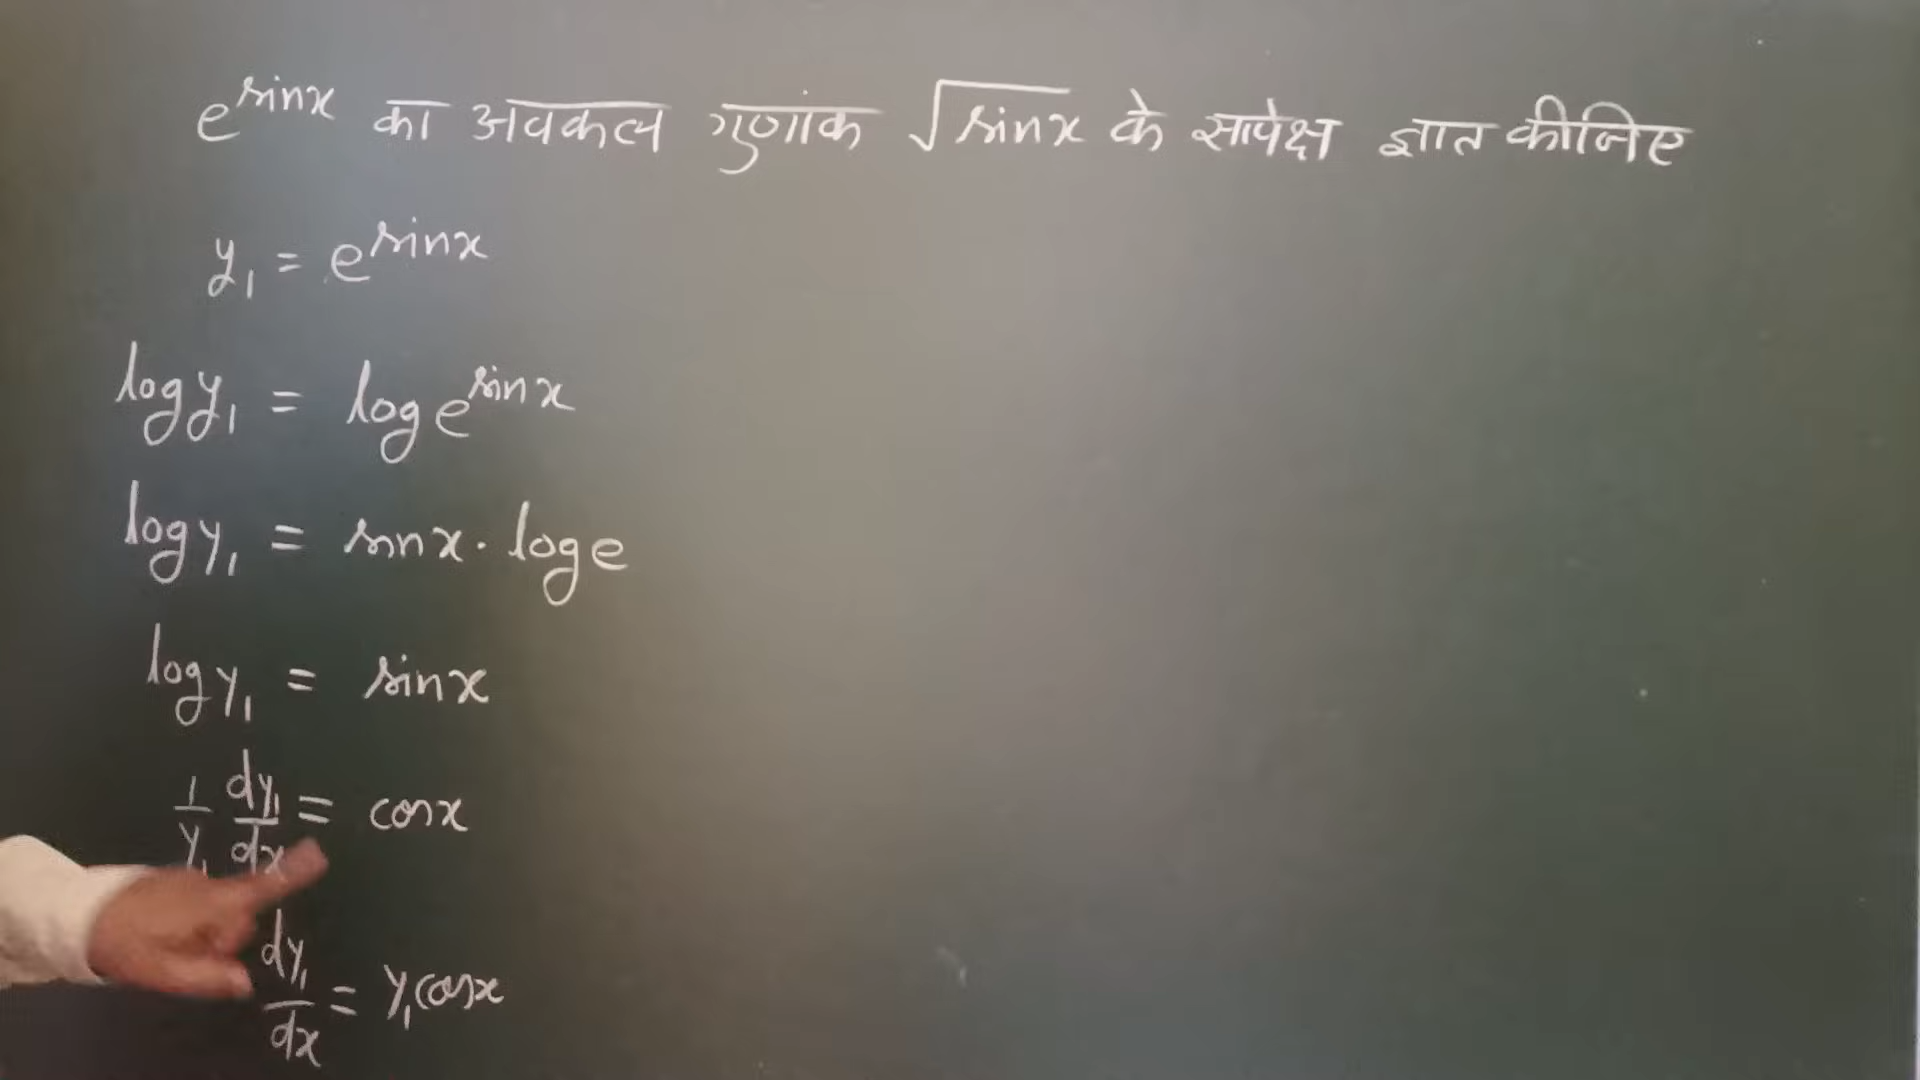 e^sinx का अवकल गुणांक √sinx के सापेक्ष ज्ञात कीजिए
y₁ = e^sinx
log y₁ = log e^sinx
log y₁ = sinx · log e
log y₁ = sinx
1/y₁ dy₁/dx = cosx
dy₁/dx = y₁cosx